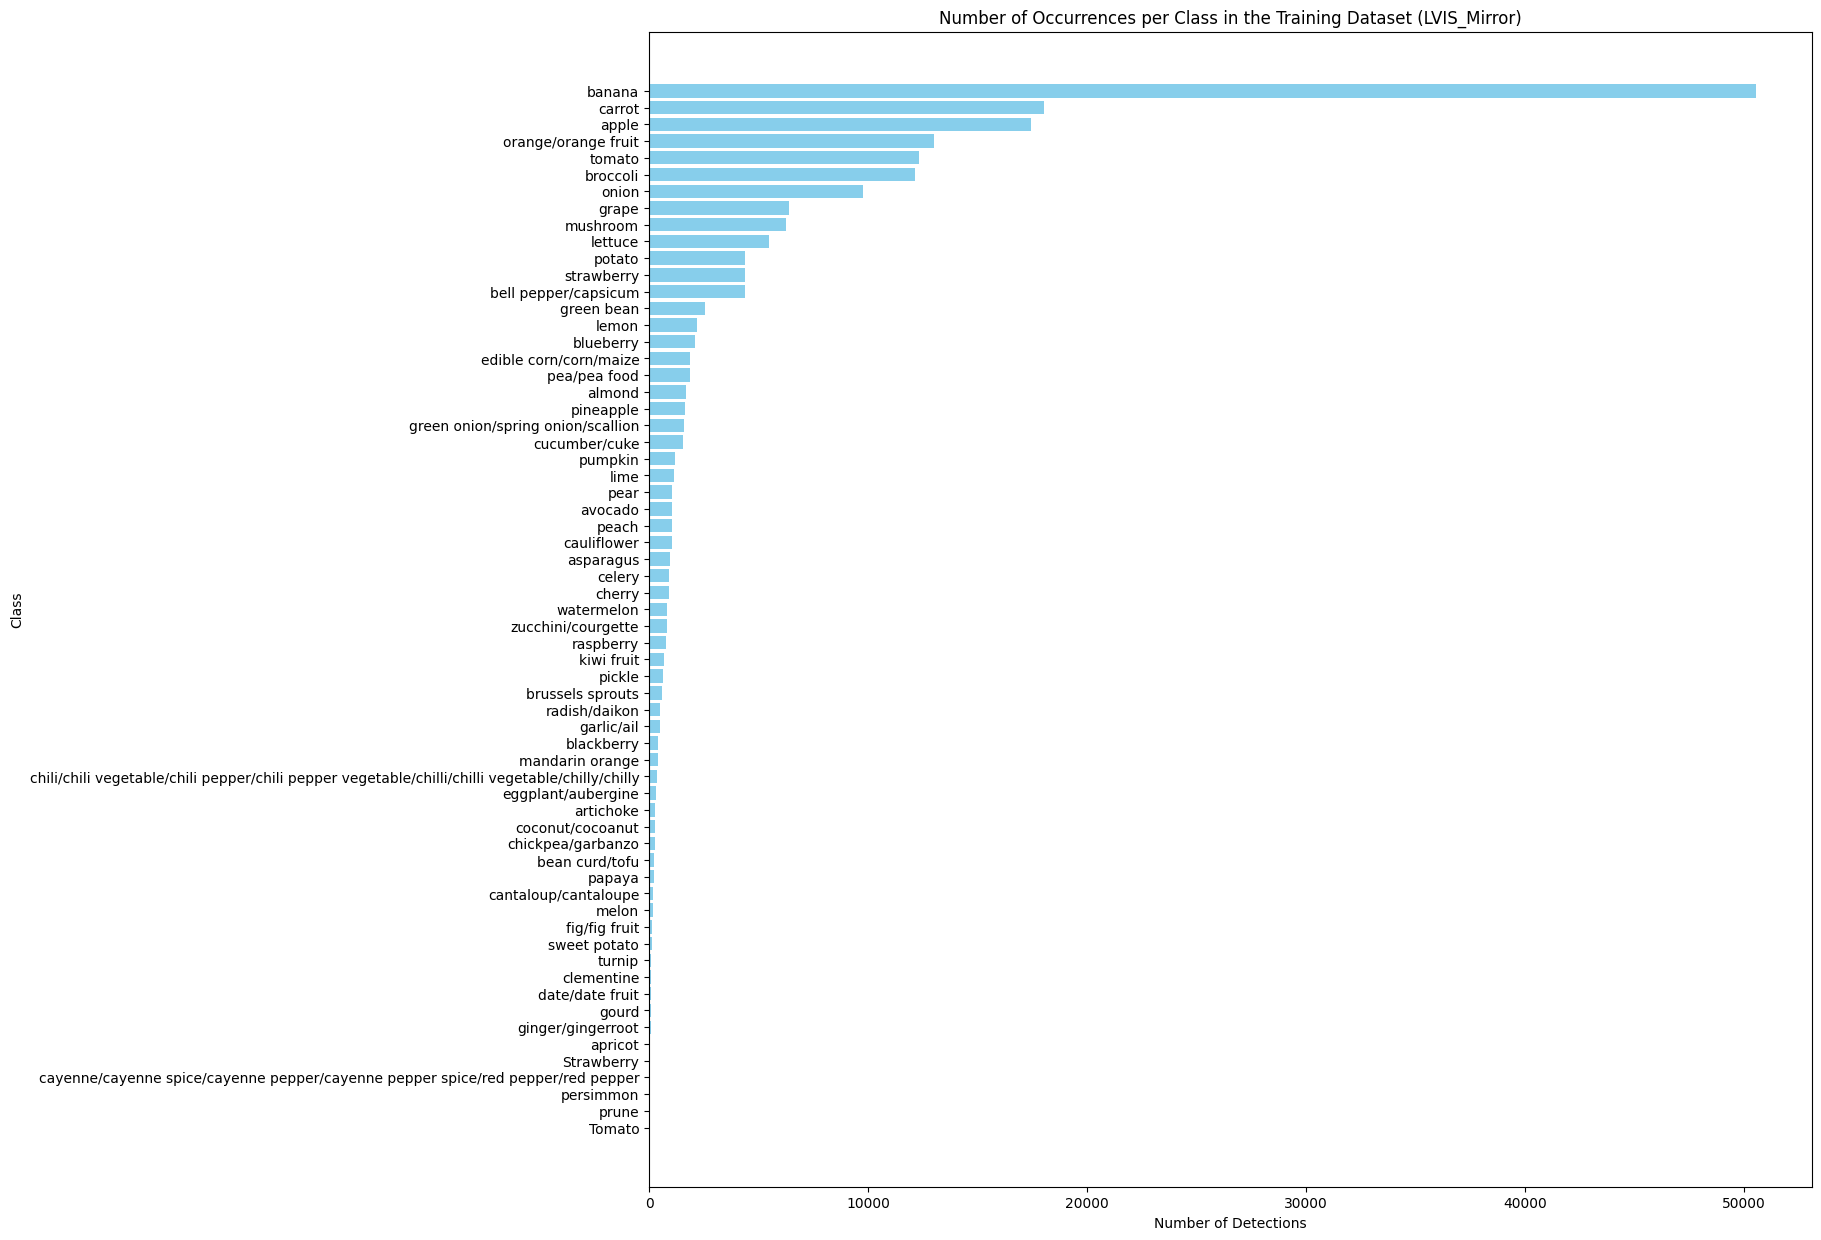 Number of Occurrences per Class in the Training Dataset (LVIS_Mirror)
Class
banana
carrot
apple
orange/orange fruit
tomato
broccoli
onion
grape
mushroom
lettuce
potato
strawberry
bell pepper/capsicum
green bean
lemon
blueberry
edible corn/corn/maize
pea/pea food
almond
pineapple
green onion/spring onion/scallion
cucumber/cuke
pumpkin
lime
pear
avocado
peach
cauliflower
asparagus
celery
cherry
watermelon
zucchini/courgette
raspberry
kiwi fruit
pickle
brussels sprouts
radish/daikon
garlic/ail
blackberry
mandarin orange
chili/chili vegetable/chili pepper/chili pepper vegetable/chilli/chilli vegetable/chilly/chilly
eggplant/aubergine
artichoke
coconut/cocoanut
chickpea/garbanzo
bean curd/tofu
papaya
cantaloup/cantaloupe
melon
fig/fig fruit
sweet potato
turnip
clementine
date/date fruit
gourd
ginger/gingerroot
apricot
Strawberry
cayenne/cayenne spice/cayenne pepper/cayenne pepper spice/red pepper/red pepper
persimmon
prune
Tomato
0 10000 20000 30000 40000 50000
Number of Detections